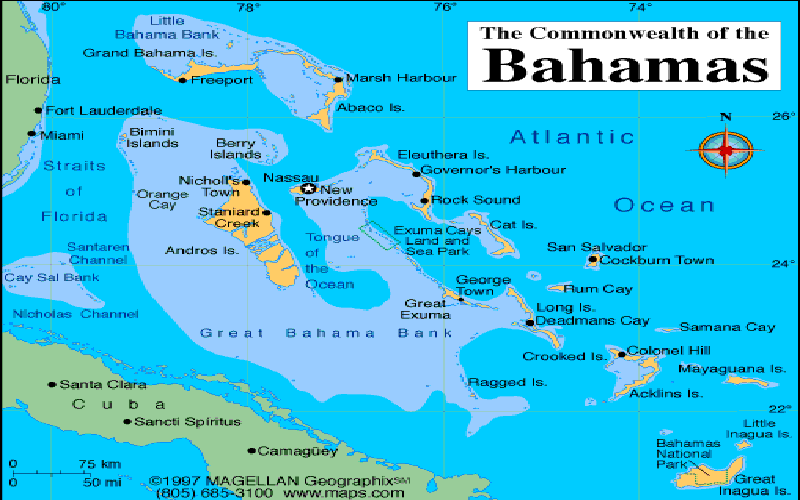 80°
78°
76°
74°
The Commonwealth of the
Bahamas
Little
Bahama Bank
Grand Bahama Is.
Florida
Freeport
Marsh Harbour
Abaco Is.
Fort Lauderdale
26°
N
Miami
Bimini
Islands
Berry
Islands
Atlantic
Ocean
Eleuthera Is.
Governor's Harbour
Straits
of
Florida
Nicholl's
Town
Nassau
New
Providence
Orange
Cay
Rock Sound
Staniard
Creek
Exuma Cays
Land and
Sea Park
Cat Is.
Andros Is.
Tongue
of
the
Ocean
Santaren
Channel
San Salvador
Cockburn Town
24°
Cay Sal Bank
George
Town
Rum Cay
Great
Exuma
Long Is.
Deadmans Cay
Nicholas Channel
Great Bahama Bank
Samana Cay
Crooked Is.
Colonel Hill
Mayaguana Is.
Ragged Is.
Acklins Is.
Santa Clara
Cuba
22°
Sancti Spíritus
Little
Inagua Is.
Bahamas
National
Park
Camagüey
Great
Inagua Is.
0 75 km
0 50 mi
©1997 MAGELLAN Geographix℠
(805) 685-3100 www.maps.com